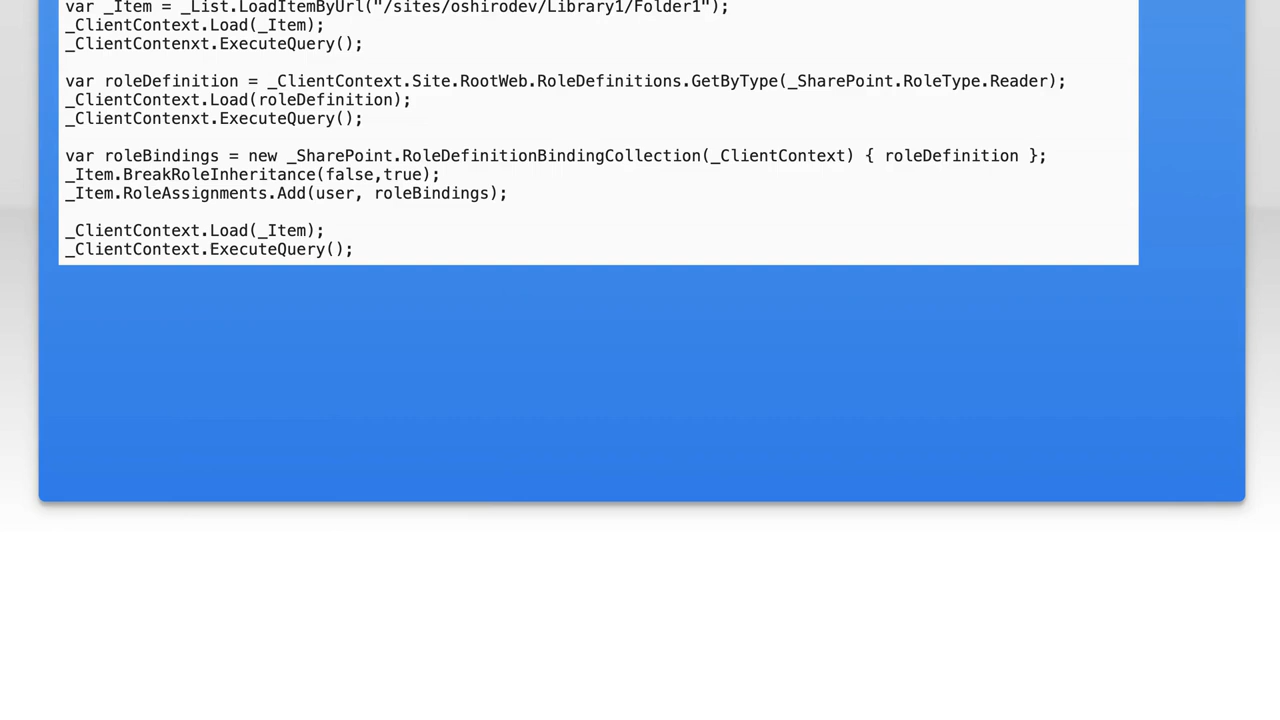 var _Item = _List.LoadItemByUrl("/sites/oshirodev/Library1/Folder1");
_ClientContext.Load(_Item);
_ClientContenxt.ExecuteQuery();
var roleDefinition = _ClientContext.Site.RootWeb.RoleDefinitions.GetByType(_SharePoint.RoleType.Reader);
_ClientContext.Load(roleDefinition);
_ClientContenxt.ExecuteQuery();
var roleBindings = new _SharePoint.RoleDefinitionBindingCollection(_ClientContext) { roleDefinition };
_Item.BreakRoleInheritance(false,true);
_Item.RoleAssignments.Add(user, roleBindings);
_ClientContext.Load(_Item);
_ClientContext.ExecuteQuery();